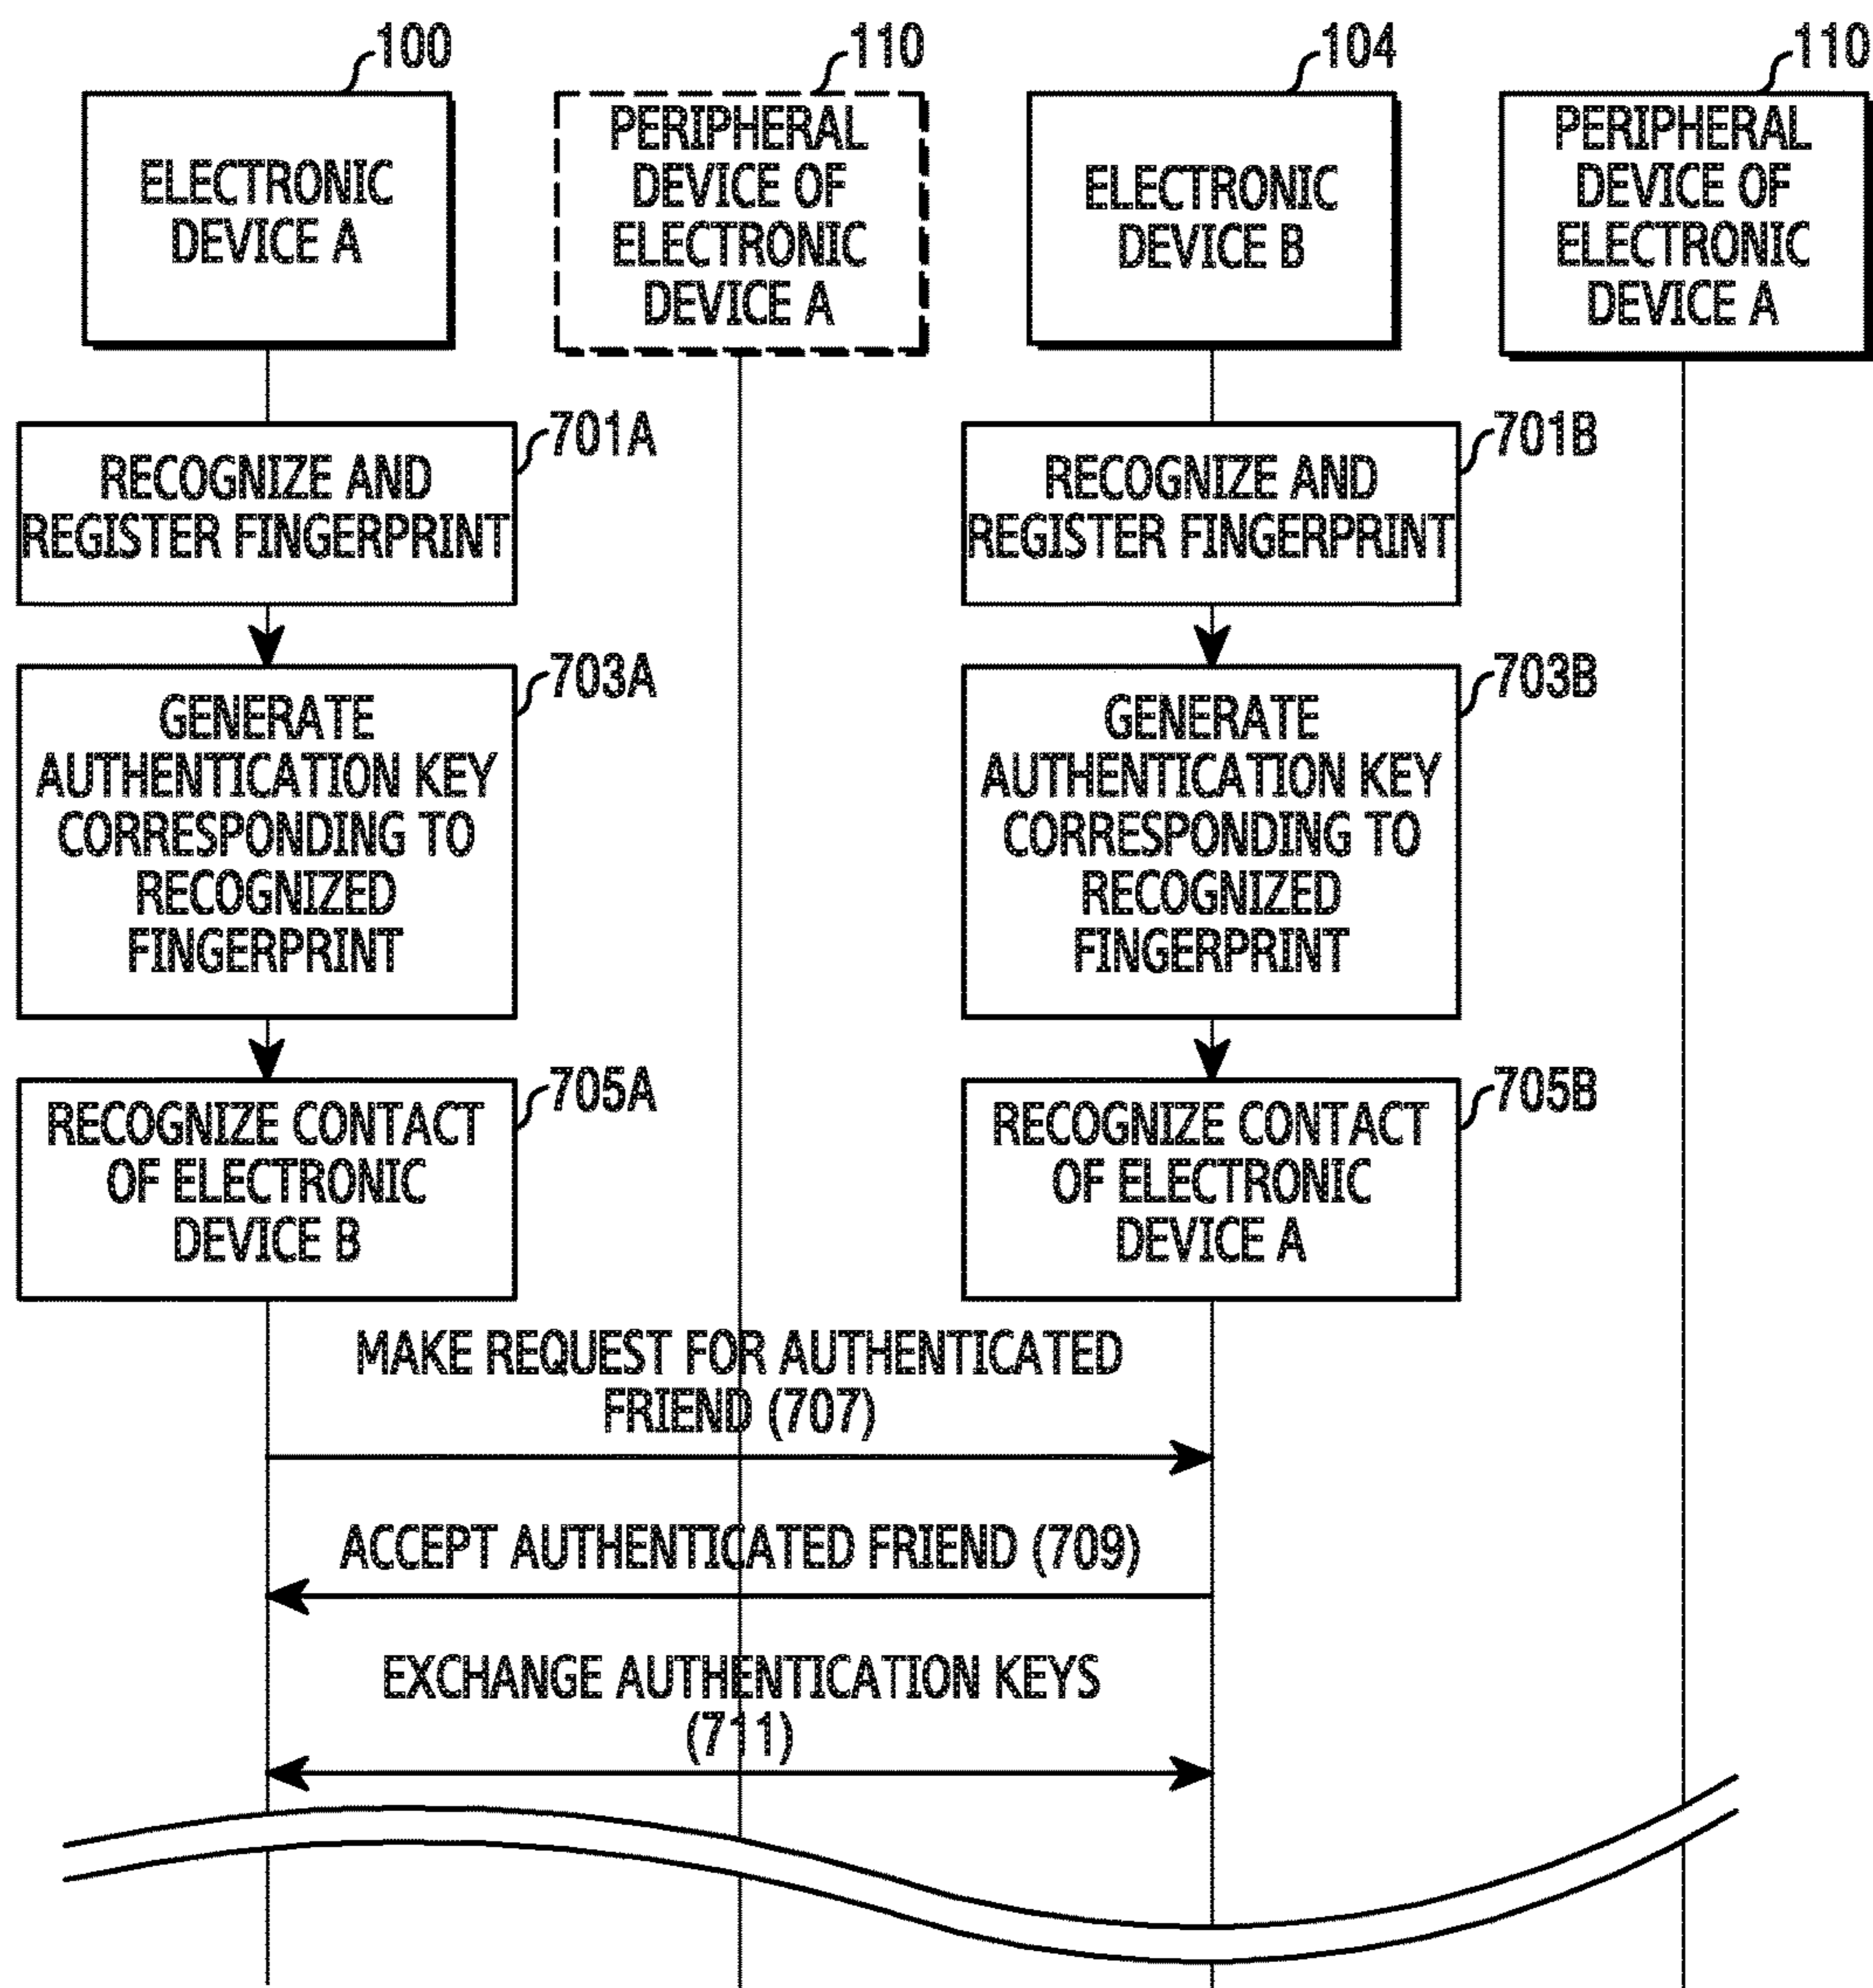 100
110
104
110
ELECTRONIC
DEVICE A
PERIPHERAL
DEVICE OF
ELECTRONIC
DEVICE A
ELECTRONIC
DEVICE B
PERIPHERAL
DEVICE OF
ELECTRONIC
DEVICE A
701A
RECOGNIZE AND
REGISTER FINGERPRINT
701B
RECOGNIZE AND
REGISTER FINGERPRINT
703A
GENERATE
AUTHENTICATION KEY
CORRESPONDING TO
RECOGNIZED
FINGERPRINT
703B
GENERATE
AUTHENTICATION KEY
CORRESPONDING TO
RECOGNIZED
FINGERPRINT
705A
RECOGNIZE CONTACT
OF ELECTRONIC
DEVICE B
705B
RECOGNIZE CONTACT
OF ELECTRONIC
DEVICE A
MAKE REQUEST FOR AUTHENTICATED
FRIEND (707)
ACCEPT AUTHENTICATED FRIEND (709)
EXCHANGE AUTHENTICATION KEYS
(711)